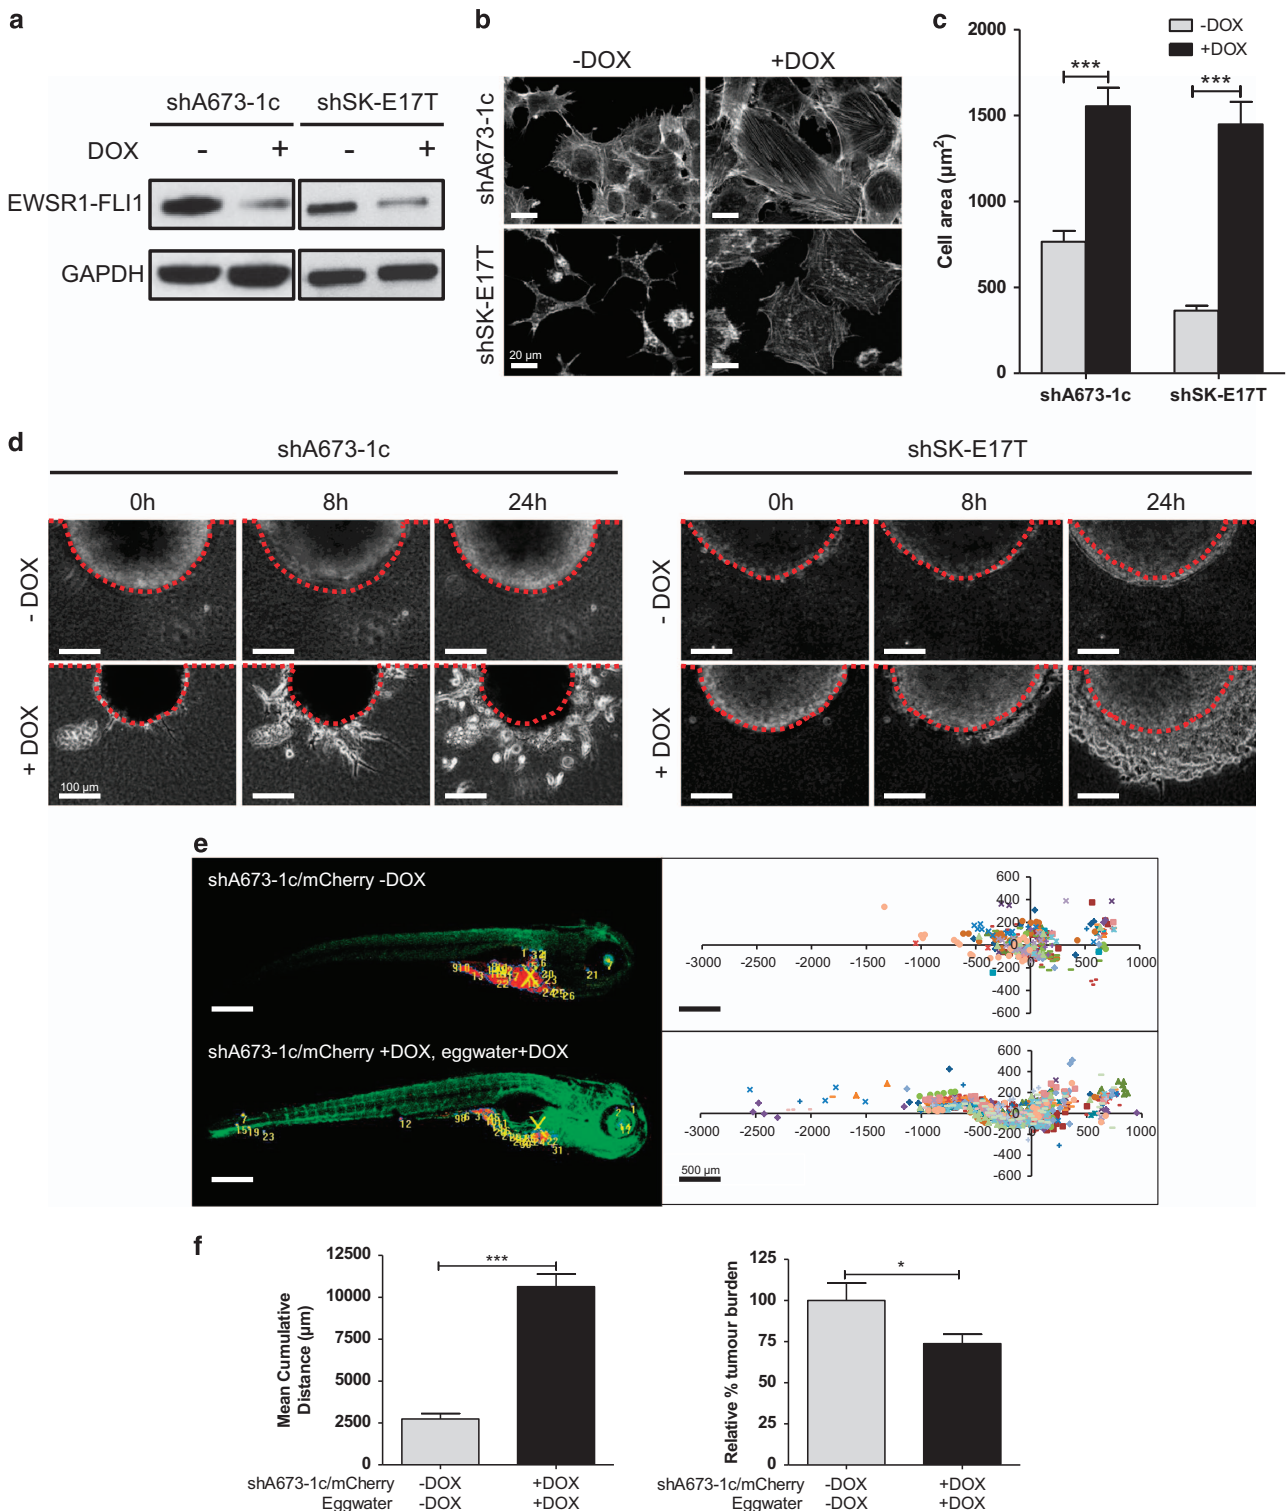 a
shA673-1c shSK-E17T
DOX - + - +
EWSR1-FLI1
GAPDH
b
-DOX +DOX
shA673-1c
shSK-E17T
20 µm
c
-DOX
+DOX
Cell area (µm²)
2000
1500
1000
500
0
***
***
shA673-1c shSK-E17T
d
shA673-1c shSK-E17T
0h 8h 24h 0h 8h 24h
- DOX
- DOX
+ DOX
+ DOX
100 µm
e
shA673-1c/mCherry -DOX
600
400
200
0
-200
-400
-600
-3000 -2500 -2000 -1500 -1000 -500 0 500 1000
shA673-1c/mCherry +DOX, eggwater+DOX
600
400
200
0
-200
-400
-600
-3000 -2500 -2000 -1500 -1000 -500 0 500 1000
500 µm
f
Mean Cumulative
Distance (µm)
12500
10000
7500
5000
2500
0
***
shA673-1c/mCherry -DOX +DOX
Eggwater -DOX +DOX
Relative % tumour burden
125
100
75
50
25
0
*
shA673-1c/mCherry -DOX +DOX
Eggwater -DOX +DOX